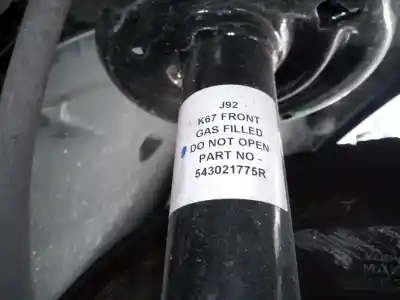 J92
K67 FRONT
GAS FILLED
DO NOT OPEN
PART NO -
543021775R